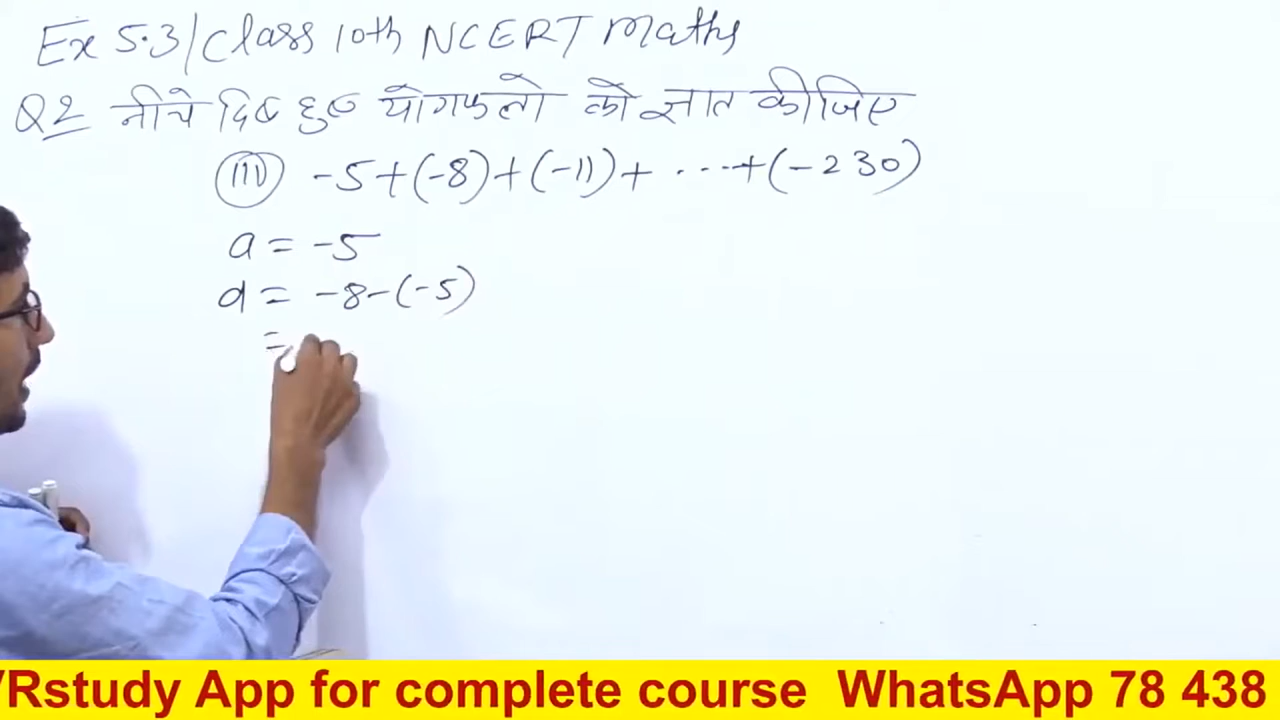 Ex 5.3/Class 10th NCERT Maths
Q2 नीचे दिए हुए योगफलो को ज्ञात कीजिए
(iii) -5+(-8)+(-11)+ ....+(-230)
a = -5
d = -8-(-5)
=
VRstudy App for complete course WhatsApp 78 438